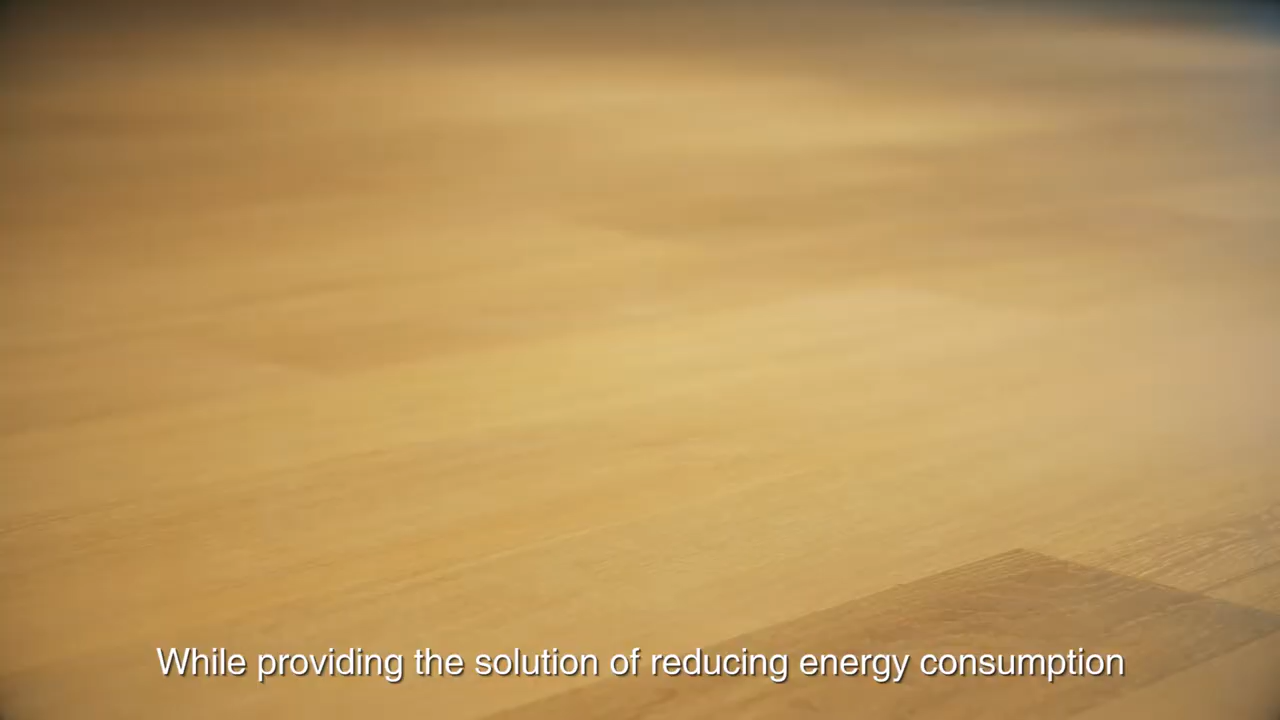 While providing the solution of reducing energy consumption